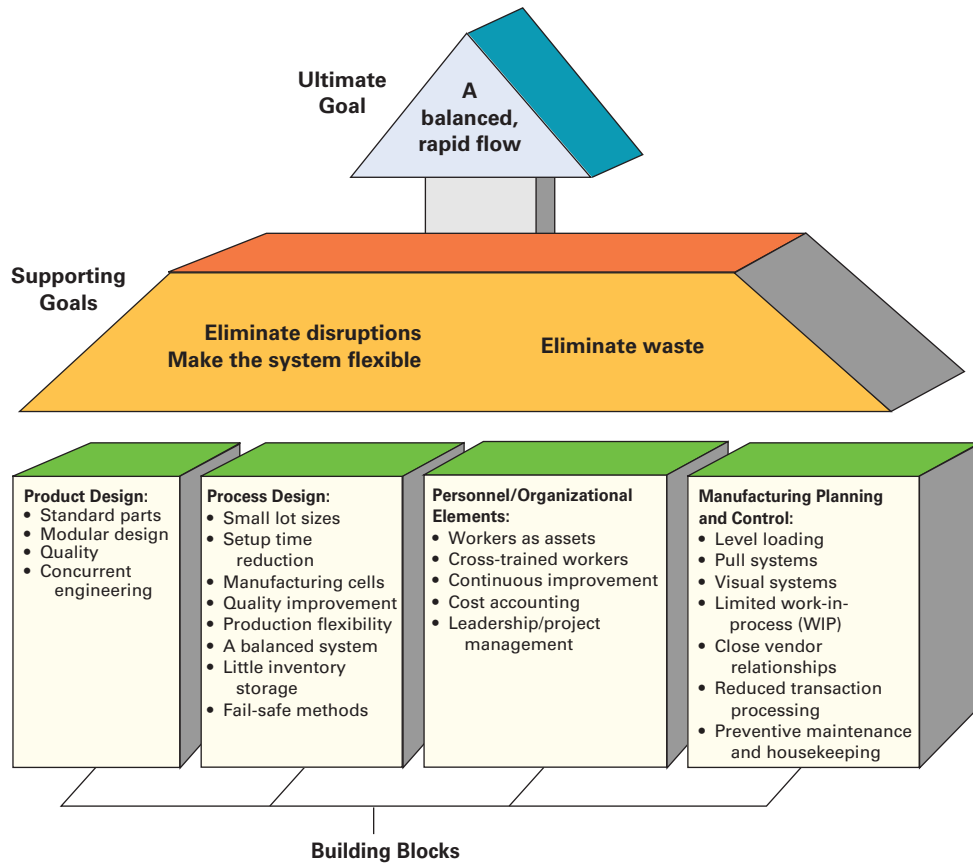 Ultimate
Goal
A
balanced,
rapid flow
Supporting
Goals
Eliminate disruptions
Make the system flexible
Eliminate waste
Product Design:
• Standard parts
• Modular design
• Quality
• Concurrent
engineering
Process Design:
• Small lot sizes
• Setup time
reduction
• Manufacturing cells
• Quality improvement
• Production flexibility
• A balanced system
• Little inventory
storage
• Fail-safe methods
Personnel/Organizational
Elements:
• Workers as assets
• Cross-trained workers
• Continuous improvement
• Cost accounting
• Leadership/project
management
Manufacturing Planning
and Control:
• Level loading
• Pull systems
• Visual systems
• Limited work-in-
process (WIP)
• Close vendor
relationships
• Reduced transaction
processing
• Preventive maintenance
and housekeeping
Building Blocks